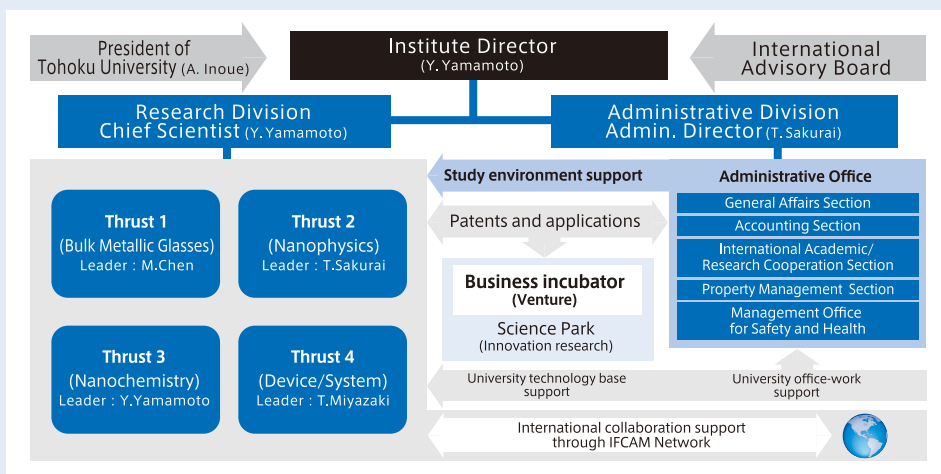 President of
Tohoku University (A. Inoue)
Institute Director
(Y. Yamamoto)
International
Advisory Board
Research Division
Chief Scientist (Y. Yamamoto)
Administrative Division
Admin. Director (T. Sakurai)
Thrust 1
(Bulk Metallic Glasses)
Leader : M.Chen
Thrust 2
(Nanophysics)
Leader : T.Sakurai
Thrust 3
(Nanochemistry)
Leader : Y.Yamamoto
Thrust 4
(Device/System)
Leader : T.Miyazaki
Study environment support
Patents and applications
Business incubator
(Venture)
Science Park
(Innovation research)
Administrative Office
General Affairs Section
Accounting Section
International Academic/
Research Cooperation Section
Property Management Section
Management Office
for Safety and Health
University technology base
support
University office-work
support
International collaboration support
through IFCAM Network